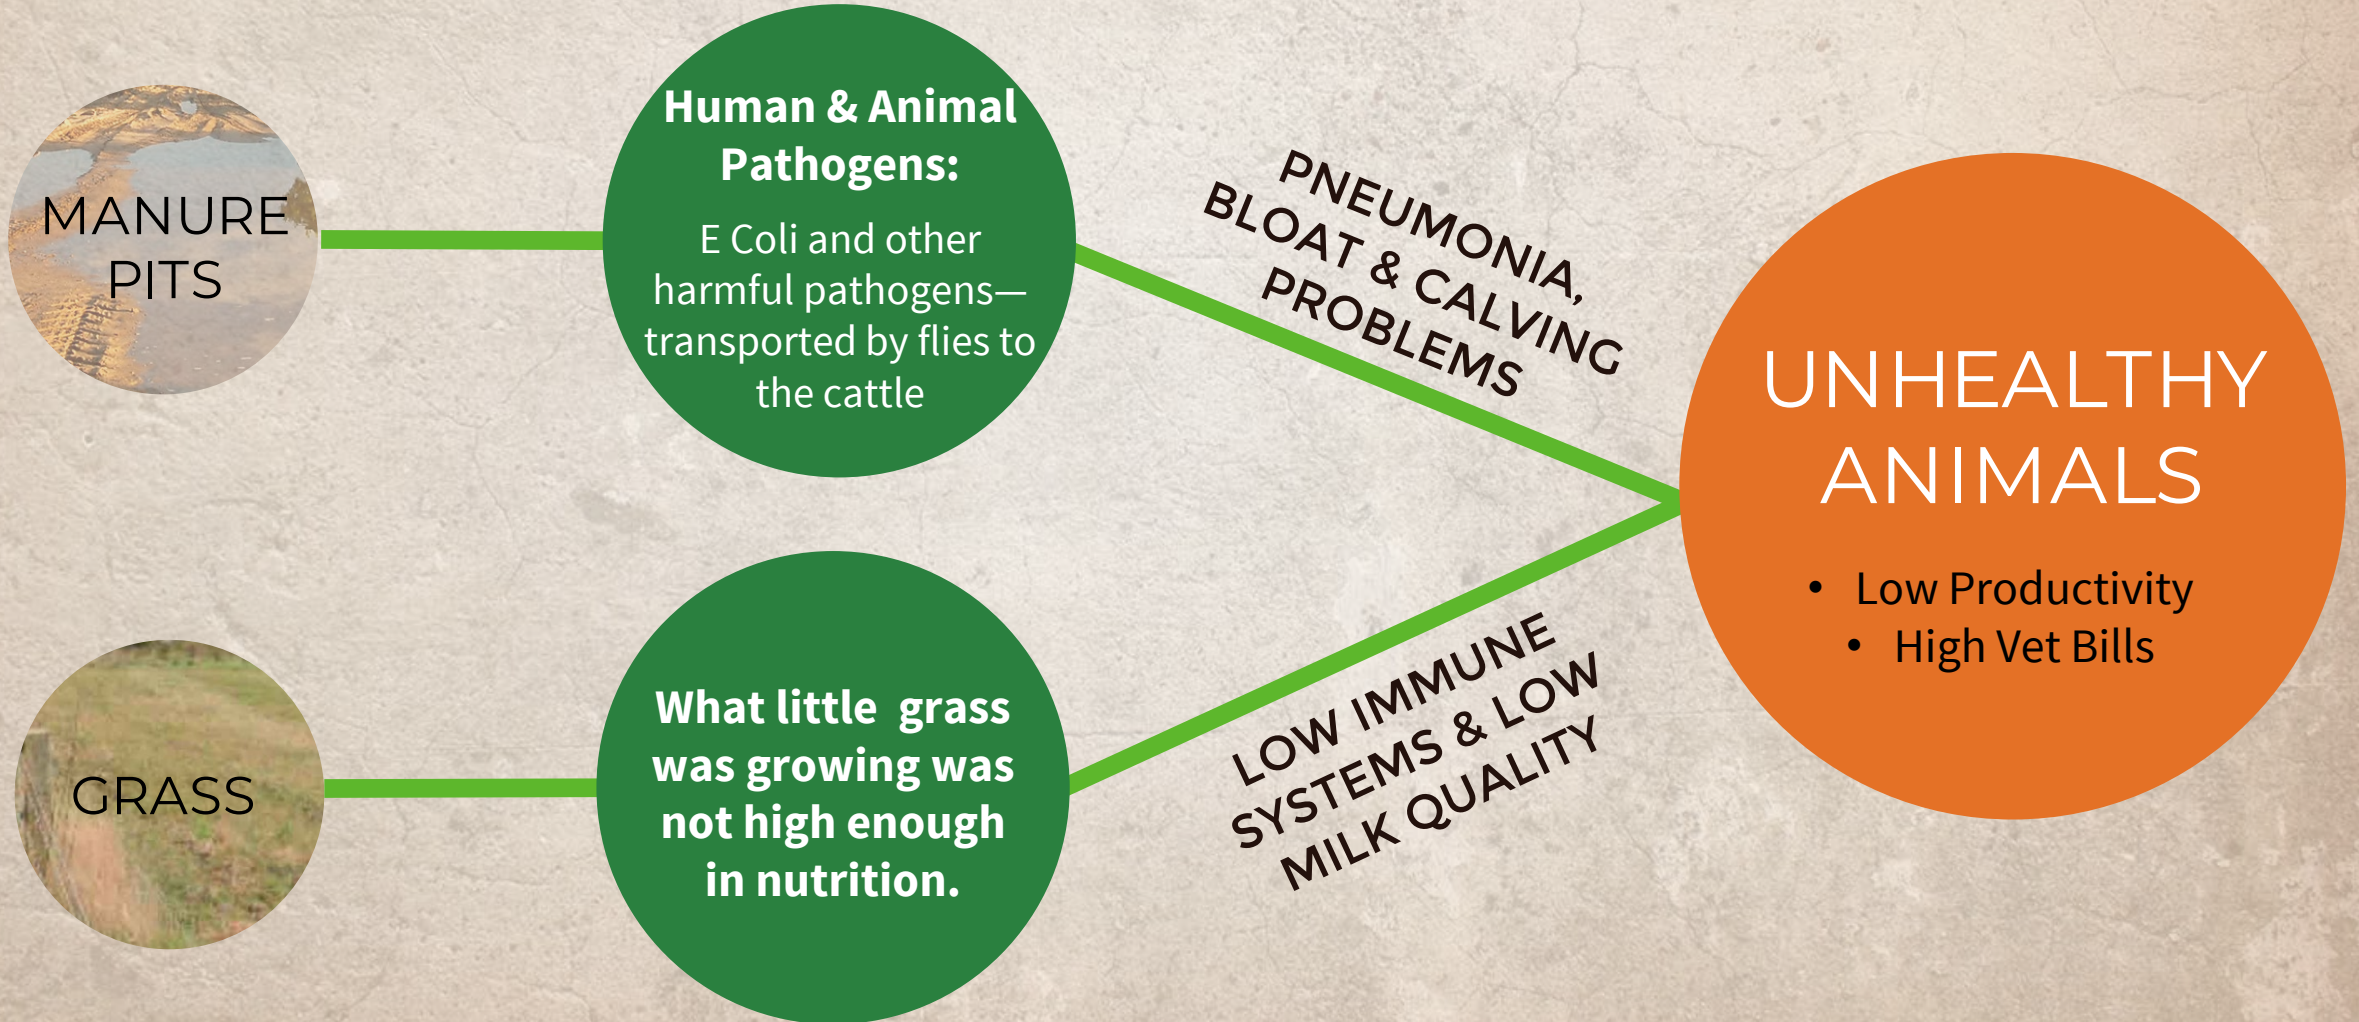 MANURE
PITS
Human & Animal
Pathogens:
E Coli and other
harmful pathogens—
transported by flies to
the cattle
PNEUMONIA,
BLOAT & CALVING
PROBLEMS
UNHEALTHY
ANIMALS
• Low Productivity
• High Vet Bills
GRASS
What little  grass
was growing was
not high enough
in nutrition.
LOW IMMUNE
SYSTEMS & LOW
MILK QUALITY